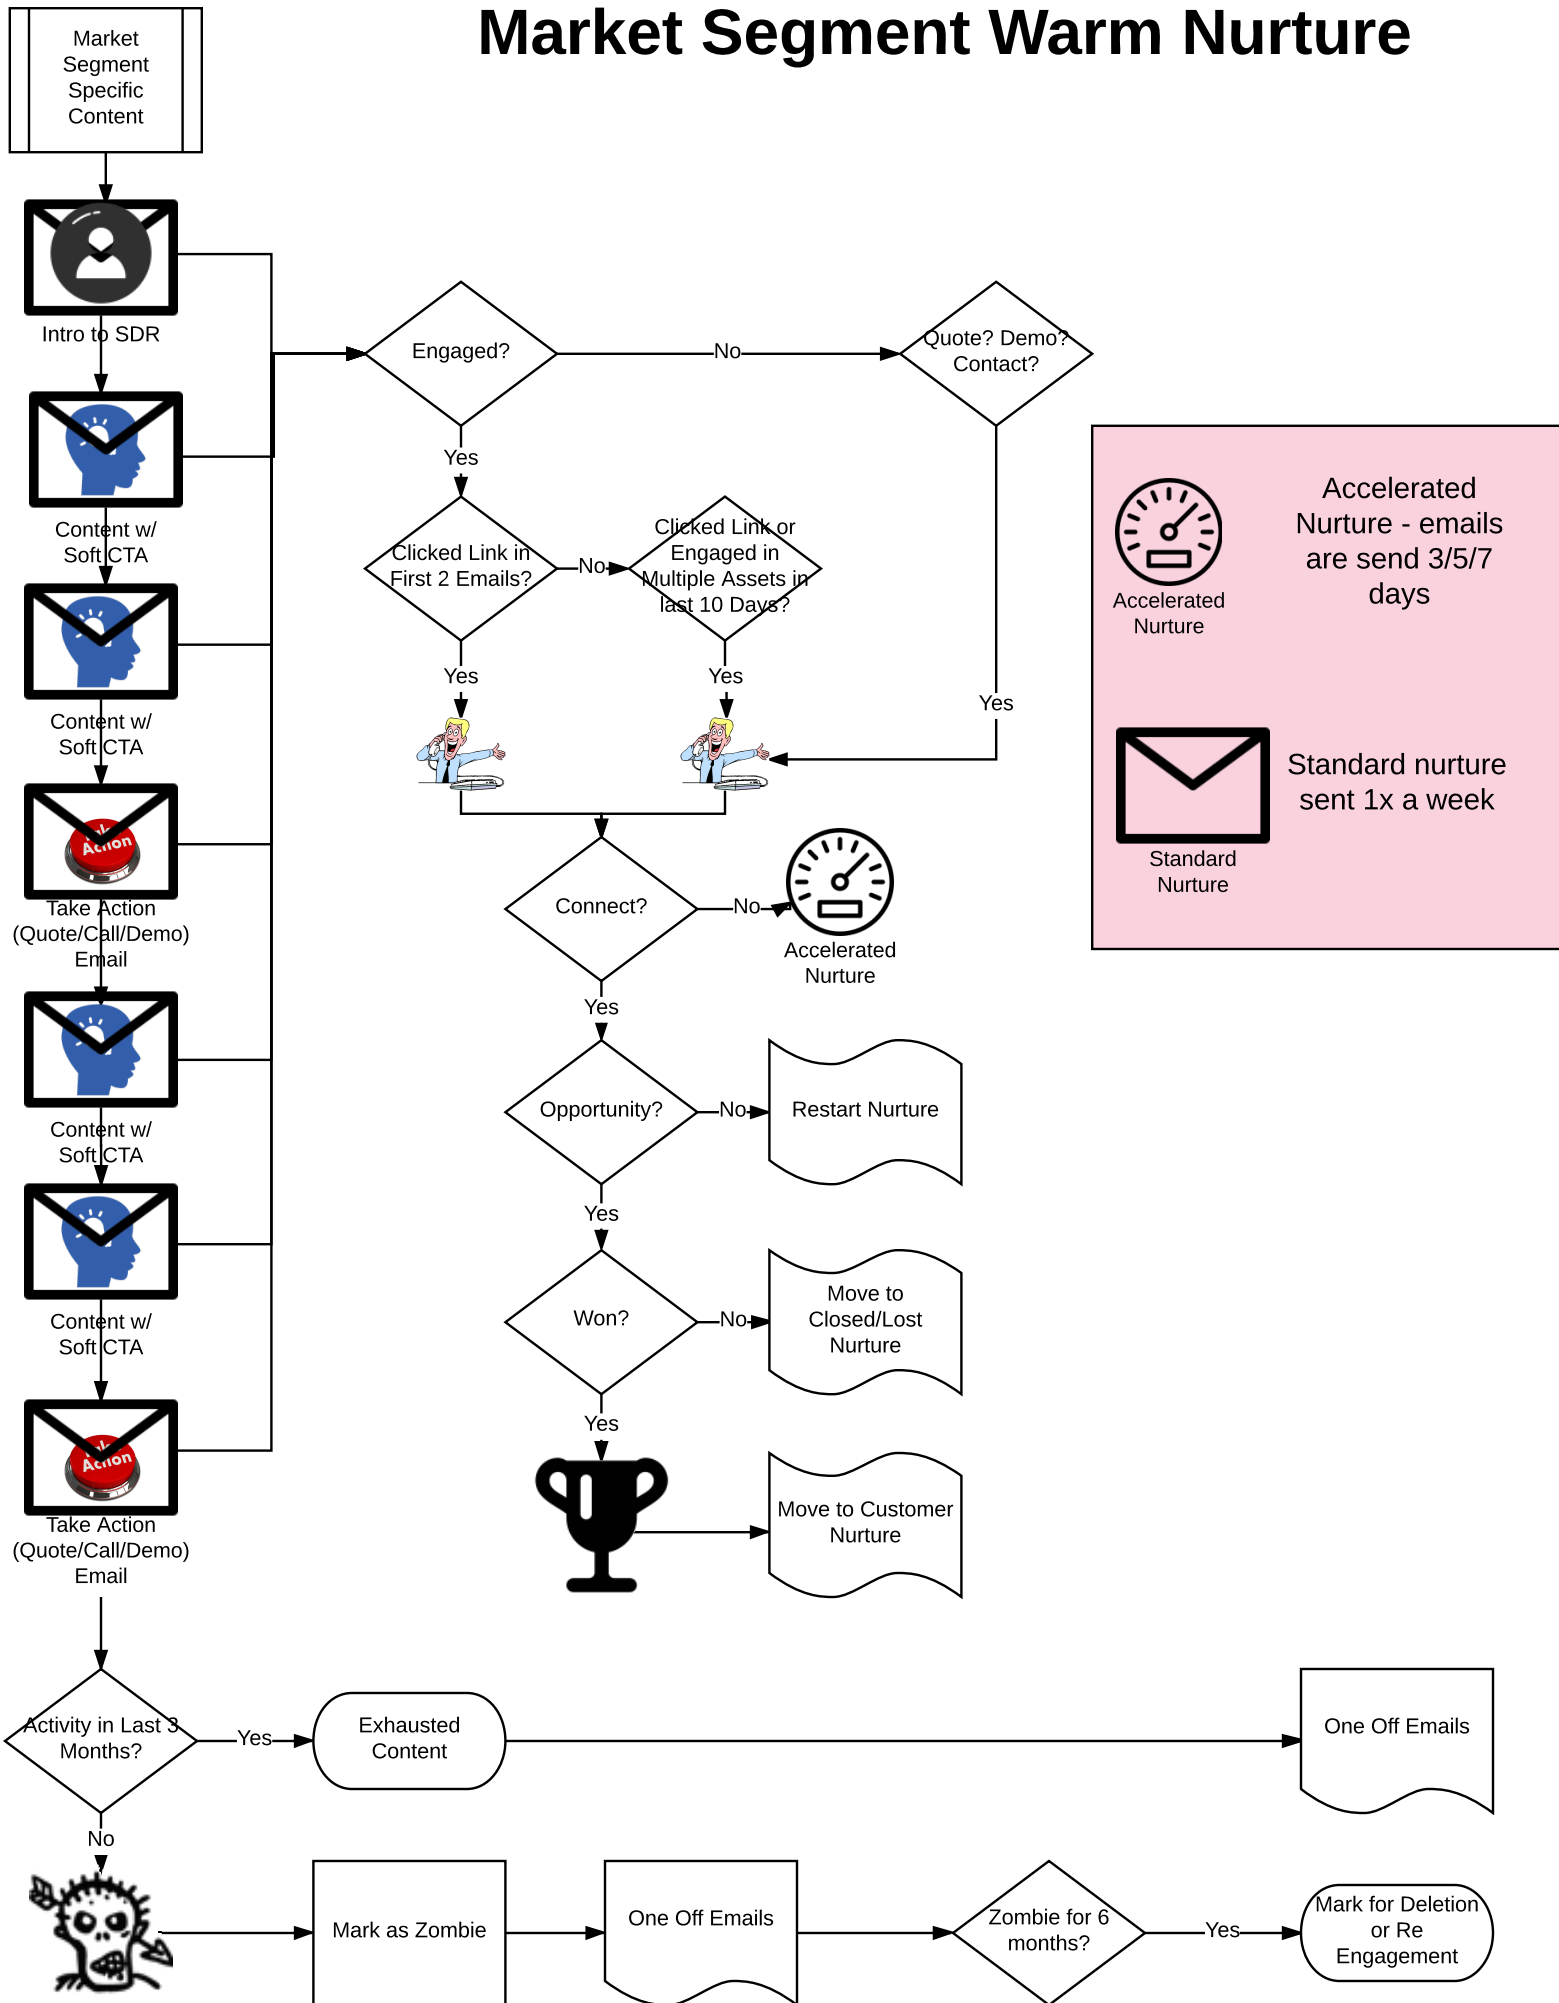 Market Segment Warm Nurture
Market
Segment
Specific
Content
Intro to SDR
Content w/
Soft CTA
Content w/
Soft CTA
Action
Take Action
(Quote/Call/Demo)
Email
Content w/
Soft CTA
Content w/
Soft CTA
Action
Take Action
(Quote/Call/Demo)
Email
Engaged?
No
Quote? Demo?
Contact?
Yes
Clicked Link in
First 2 Emails?
No
Clicked Link or
Engaged in
Multiple Assets in
last 10 Days?
Yes
Yes
Yes
Connect?
No
Accelerated
Nurture
Yes
Opportunity?
No
Restart Nurture
Yes
Won?
No
Move to
Closed/Lost
Nurture
Yes
Move to Customer
Nurture
Accelerated
Nurture
Accelerated
Nurture - emails
are send 3/5/7
days
Standard
Nurture
Standard nurture
sent 1x a week
Activity in Last 3
Months?
Yes
Exhausted
Content
One Off Emails
No
Mark as Zombie
One Off Emails
Zombie for 6
months?
Yes
Mark for Deletion
or Re
Engagement